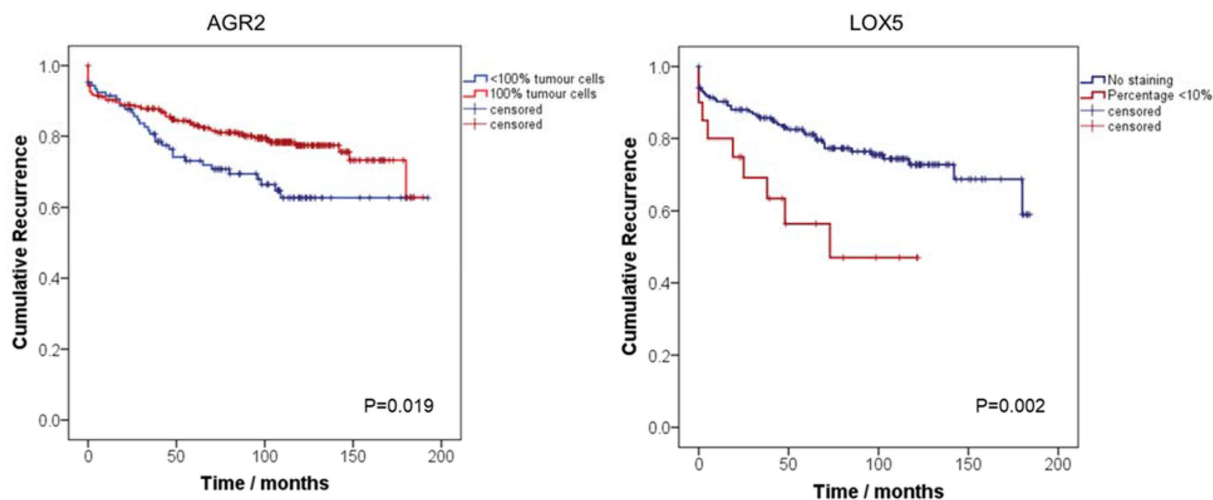 AGR2
1.0
0.8
0.6
0.4
0.2
0.0
0
50
100
150
200
Cumulative Recurrence
Time / months
<100% tumour cells
100% tumour cells
censored
censored
P=0.019
LOX5
1.0
0.8
0.6
0.4
0.2
0.0
0
50
100
150
200
Cumulative Recurrence
Time / months
No staining
Percentage <10%
censored
censored
P=0.002